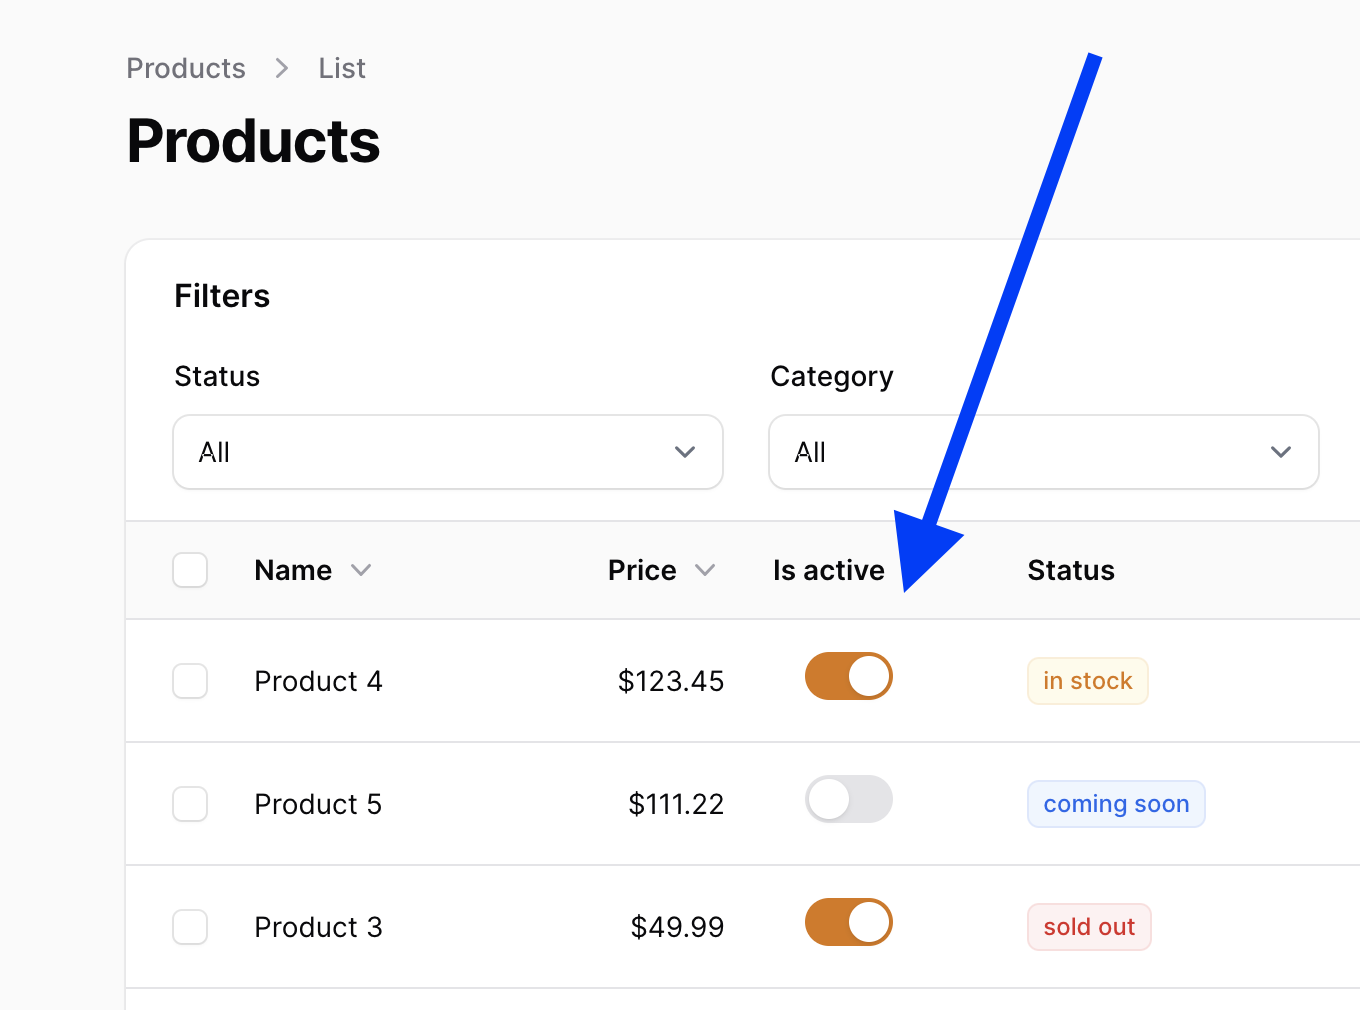 Products > List
Products
Filters
Status Category
All All
Name Price Is active Status
Product 4 $123.45 in stock
Product 5 $111.22 coming soon
Product 3 $49.99 sold out